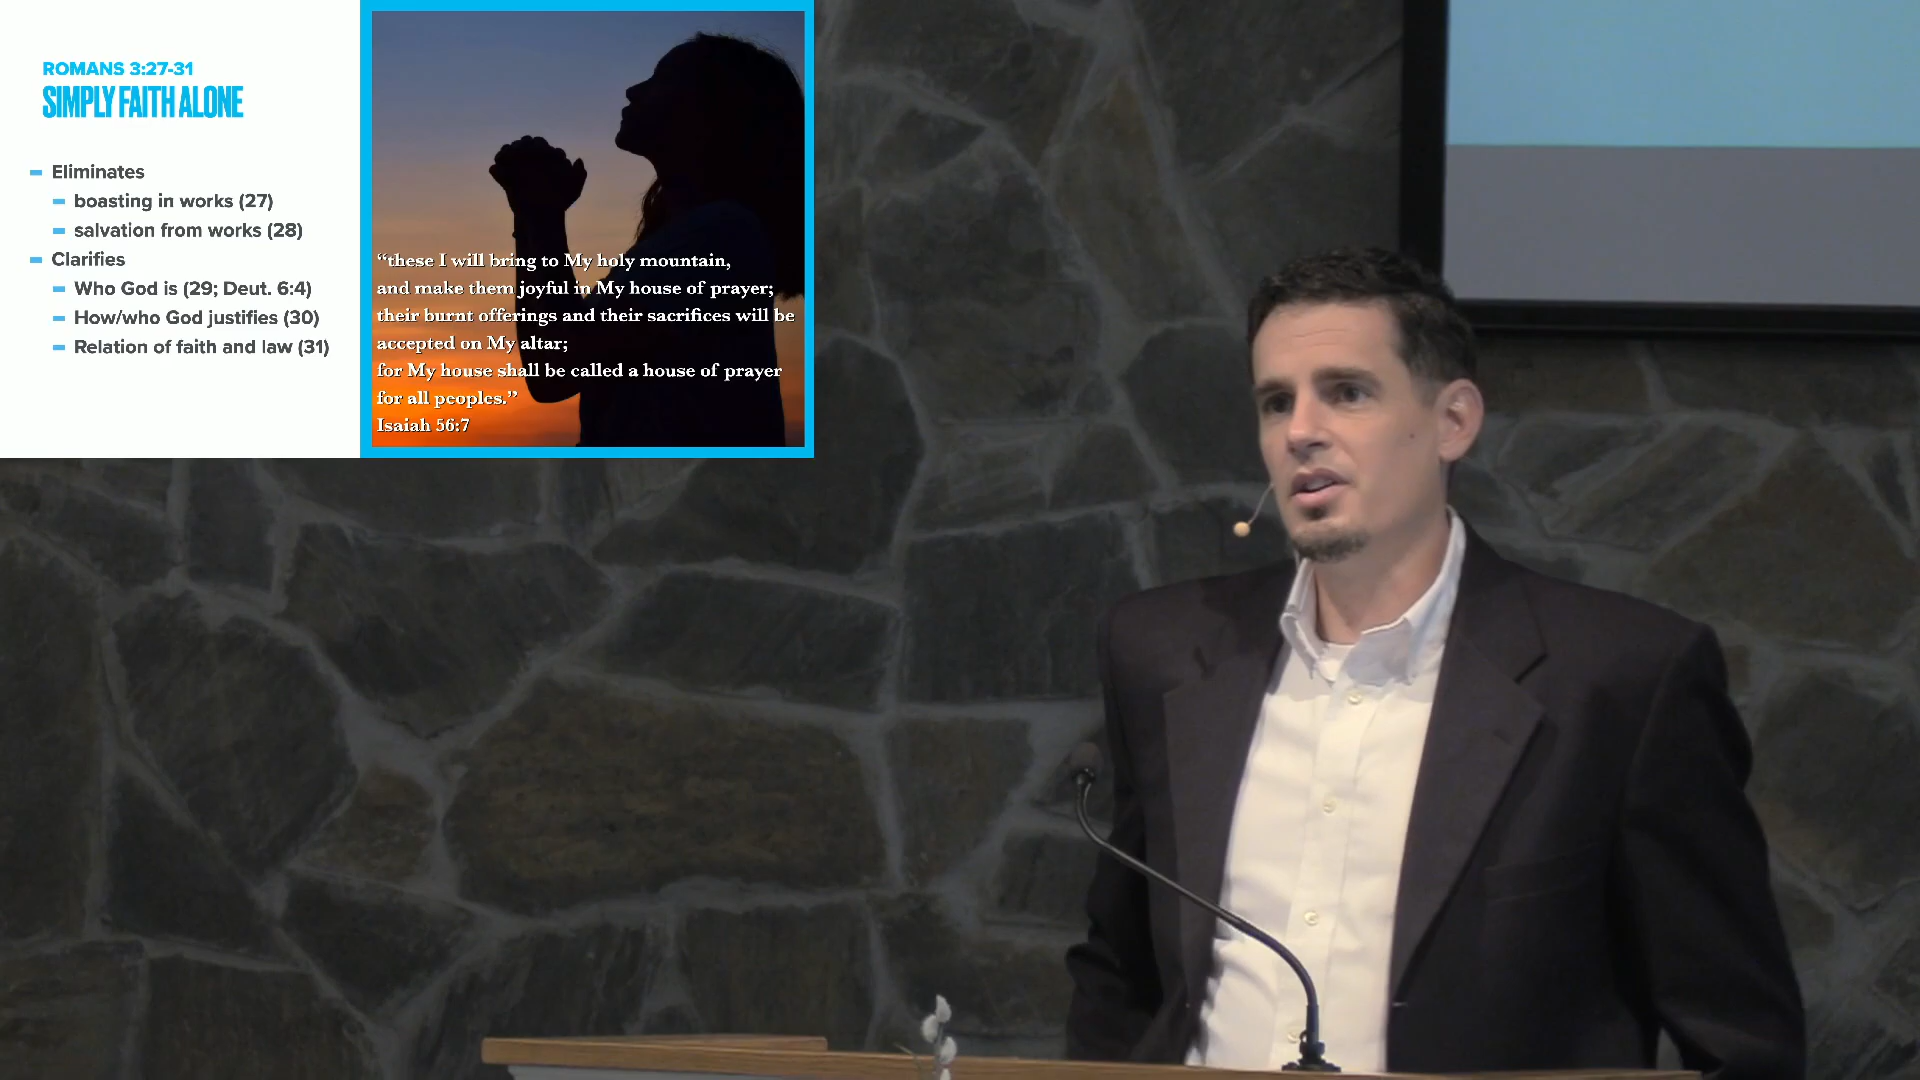 ROMANS 3:27-31
SIMPLY FAITH ALONE
Eliminates
boasting in works (27)
salvation from works (28)
Clarifies
Who God is (29; Deut. 6:4)
How/who God justifies (30)
Relation of faith and law (31)
“these I will bring to My holy mountain,
and make them joyful in My house of prayer;
their burnt offerings and their sacrifices will be
accepted on My altar;
for My house shall be called a house of prayer
for all peoples.”
Isaiah 56:7